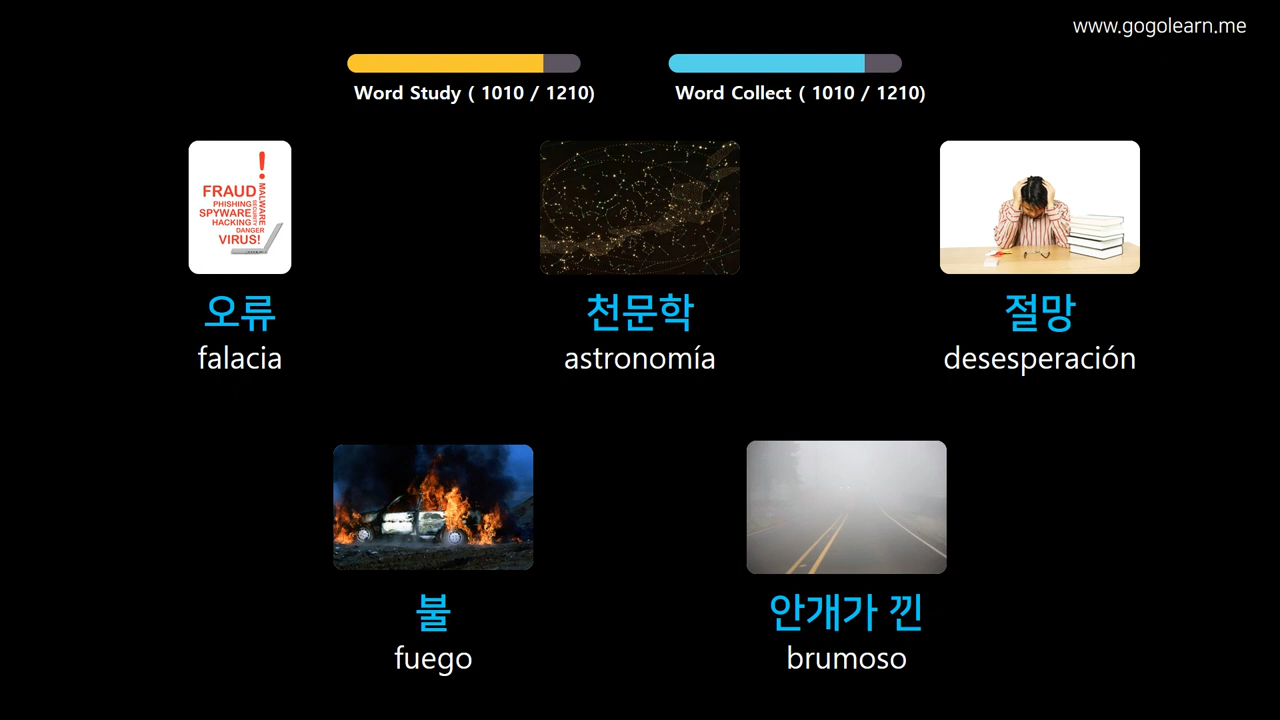 www.gogolearn.me
Word Study ( 1010 / 1210)
Word Collect ( 1010 / 1210)
!
FRAUD
MALWARE
PHISHING
SECURITY
SPYWARE
HACKING
DANGER
VIRUS!
오류
천문학
절망
falacia
astronomía
desesperación
불
안개가 낀
fuego
brumoso